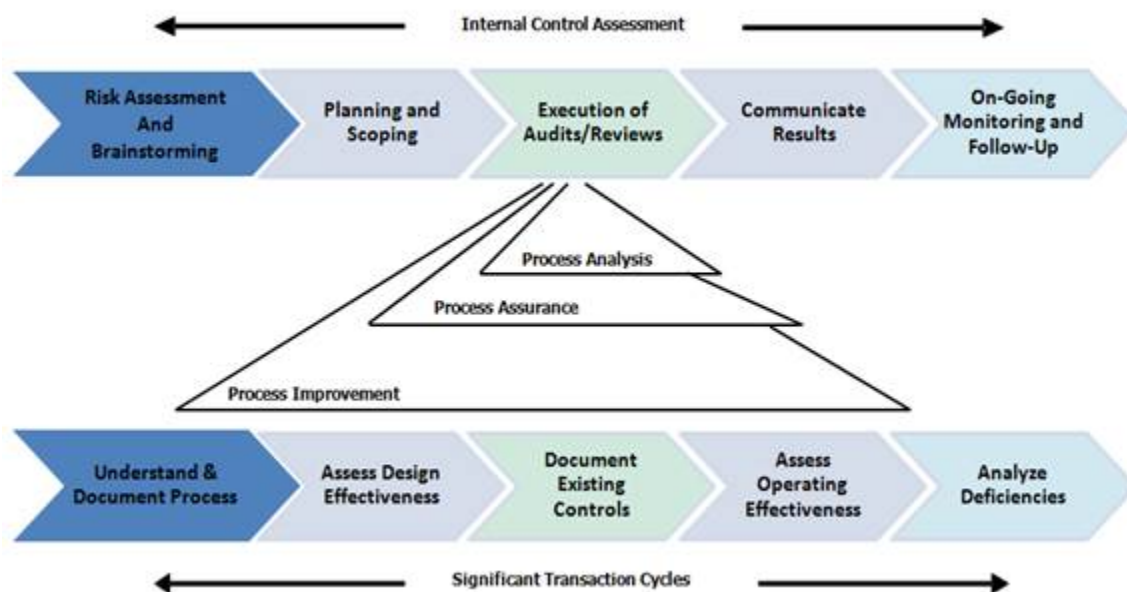 Internal Control Assessment
Risk Assessment
And
Brainstorming
Planning and
Scoping
Execution of
Audits/Reviews
Communicate
Results
On-Going
Monitoring and
Follow-Up
Process Analysis
Process Assurance
Process Improvement
Understand &
Document Process
Assess Design
Effectiveness
Document
Existing
Controls
Assess
Operating
Effectiveness
Analyze
Deficiencies
Significant Transaction Cycles